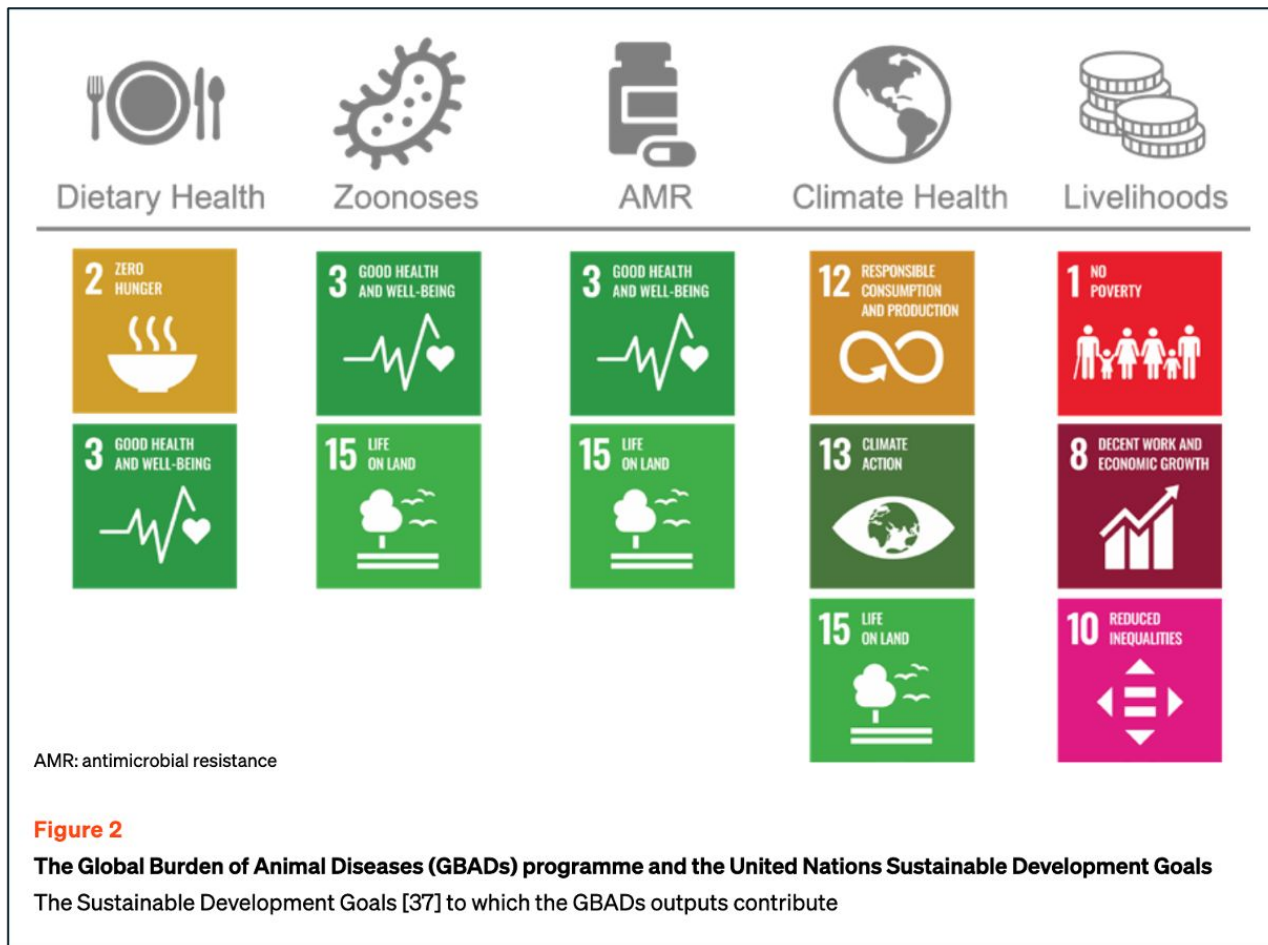 Dietary Health
Zoonoses
AMR
Climate Health
Livelihoods
2 ZERO
HUNGER
3 GOOD HEALTH
AND WELL-BEING
3 GOOD HEALTH
AND WELL-BEING
12 RESPONSIBLE
CONSUMPTION
AND PRODUCTION
1 NO
POVERTY
3 GOOD HEALTH
AND WELL-BEING
15 LIFE
ON LAND
15 LIFE
ON LAND
13 CLIMATE
ACTION
8 DECENT WORK AND
ECONOMIC GROWTH
15 LIFE
ON LAND
10 REDUCED
INEQUALITIES
AMR: antimicrobial resistance
Figure 2
The Global Burden of Animal Diseases (GBADs) programme and the United Nations Sustainable Development Goals
The Sustainable Development Goals [37] to which the GBADs outputs contribute